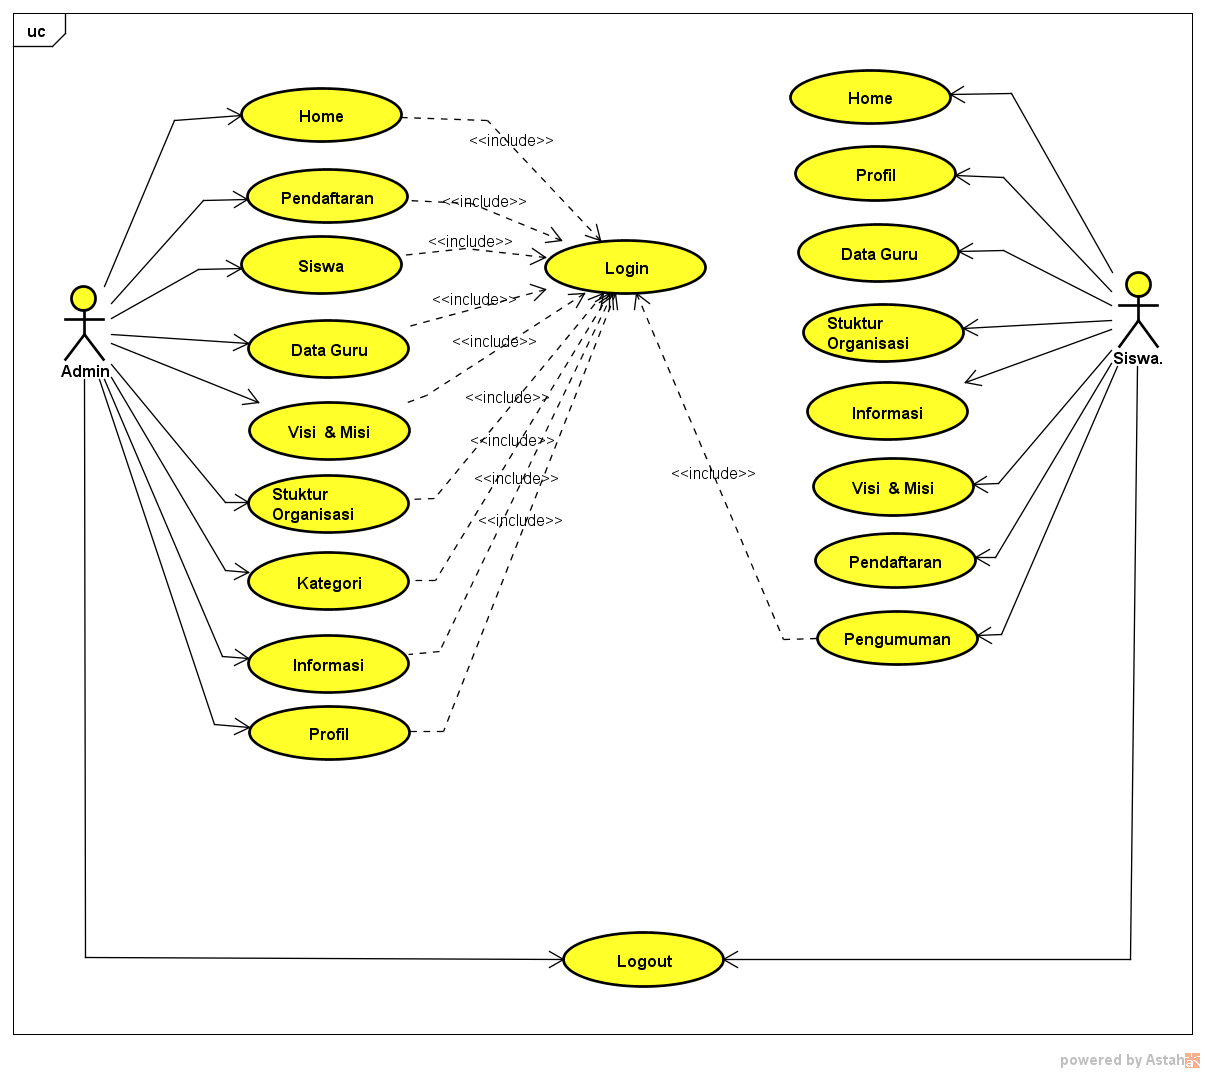 uc
Home
Pendaftaran
Siswa
Data Guru
Visi & Misi
Stuktur
Organisasi
Kategori
Informasi
Profil
Admin
<<include>>
<<include>>
<<include>>
<<include>>
<<include>>
<<include>>
<<include>>
<<include>>
<<include>>
Login
<<include>>
Home
Profil
Data Guru
Stuktur
Organisasi
Informasi
Visi & Misi
Pendaftaran
Pengumuman
Siswa.
Logout
powered by Astah